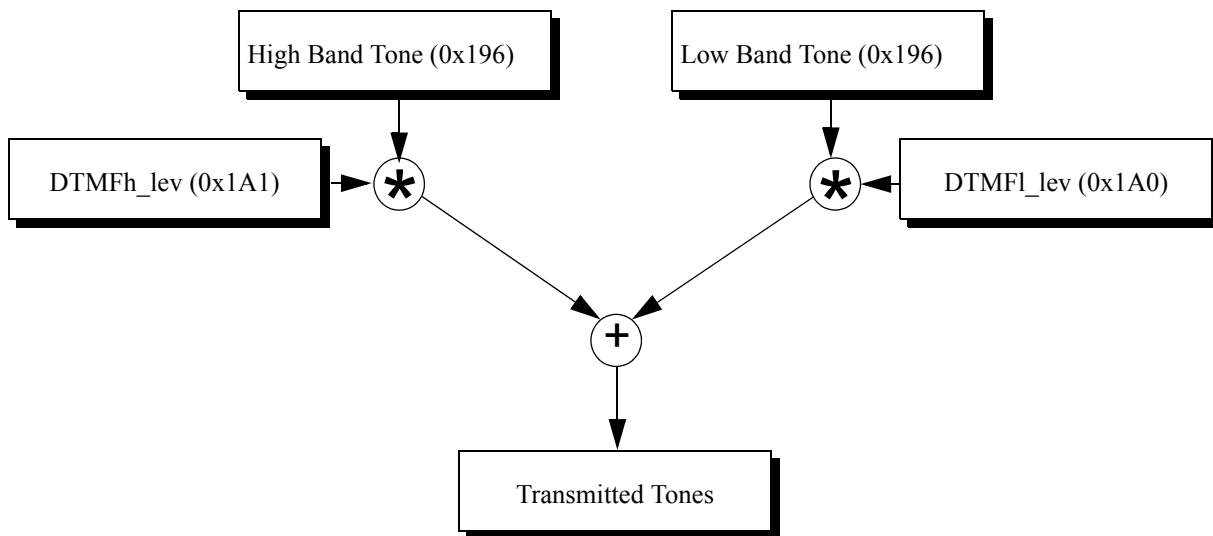 High Band Tone (0x196)
Low Band Tone (0x196)
DTMFh_lev (0x1A1)
*
*
DTMFl_lev (0x1A0)
+
Transmitted Tones